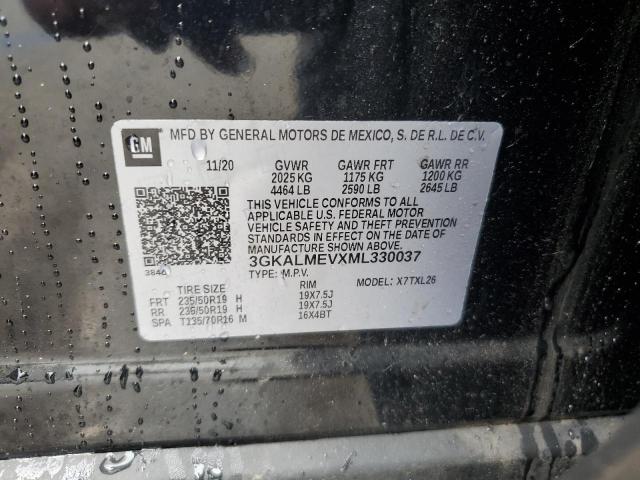 GM
MFD BY GENERAL MOTORS DE MEXICO, S. DE R.L. DE C.V.
11/20 GVWR GAWR FRT GAWR RR
2025 KG 1175 KG 1200 KG
4464 LB 2590 LB 2645 LB
THIS VEHICLE CONFORMS TO ALL
APPLICABLE U.S. FEDERAL MOTOR
VEHICLE SAFETY AND THEFT PREVENTION
STANDARDS IN EFFECT ON THE DATE OF
MANUFACTURE SHOWN ABOVE.
3846 3GKALMEVXML330037
TYPE: M.P.V.
TIRE SIZE RIM MODEL: X7TXL26
FRT 235/50R19 H 19X7.5J
RR 235/50R19 H 19X7.5J
SPA T135/70R16 M 16X4BT